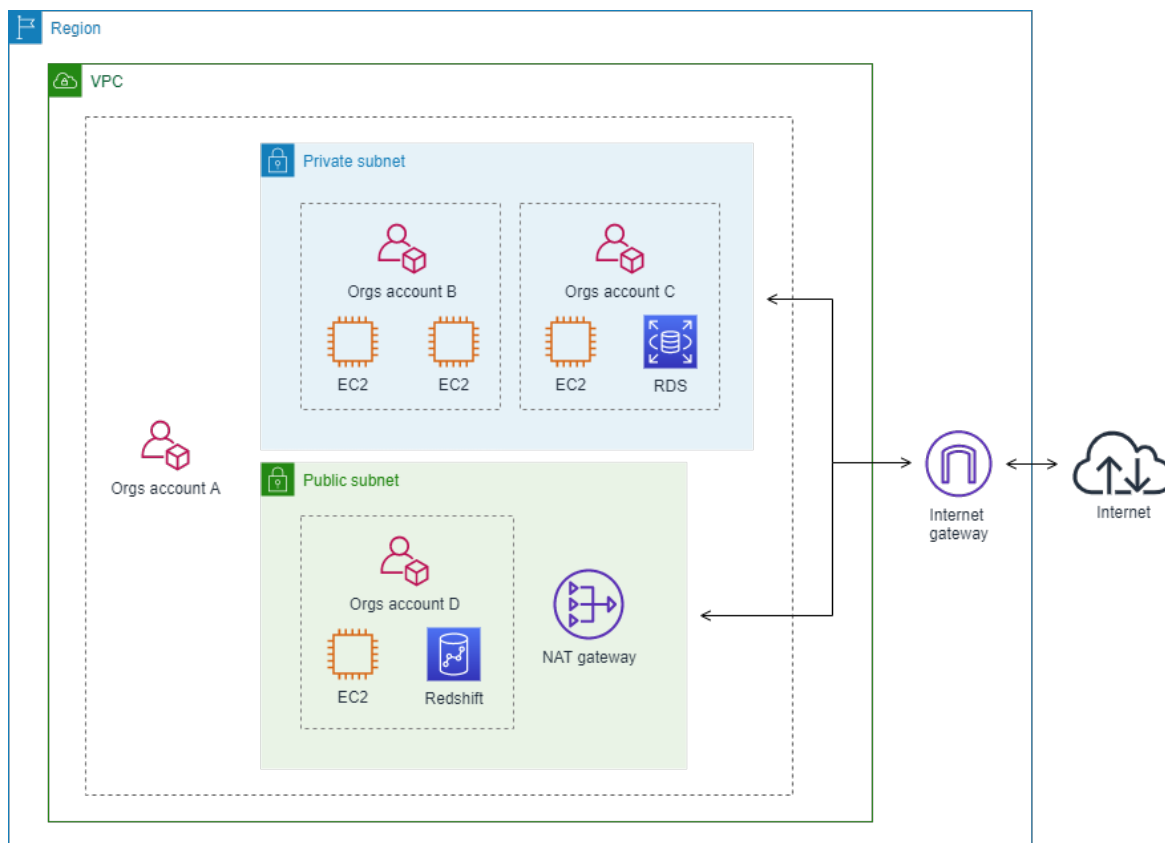 Region
VPC
Private subnet
Orgs account B
Orgs account C
EC2
EC2
EC2
RDS
Orgs account A
Public subnet
Orgs account D
EC2
Redshift
NAT gateway
Internet
gateway
Internet